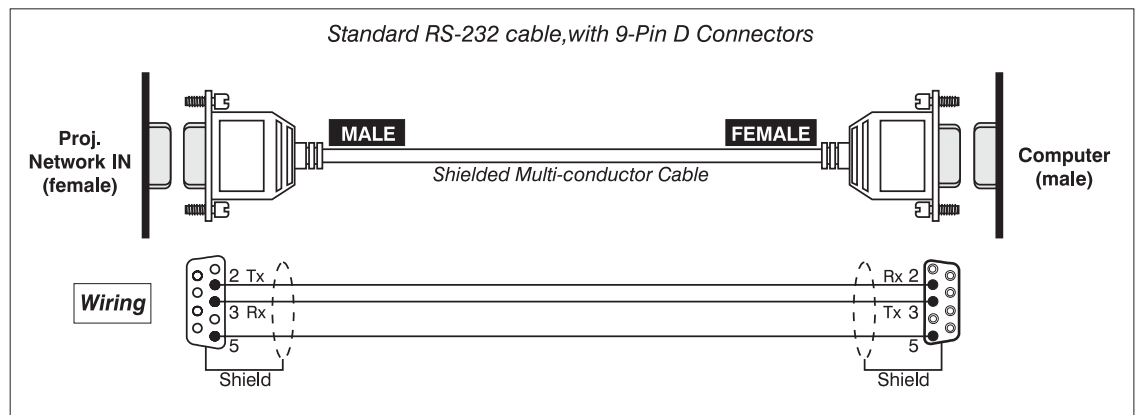 Standard RS-232 cable,with 9-Pin D Connectors
Proj.
Network IN
(female)
MALE
FEMALE
Shielded Multi-conductor Cable
Computer
(male)
Wiring
2 Tx
3 Rx
5
Shield
Rx 2
Tx 3
5
Shield